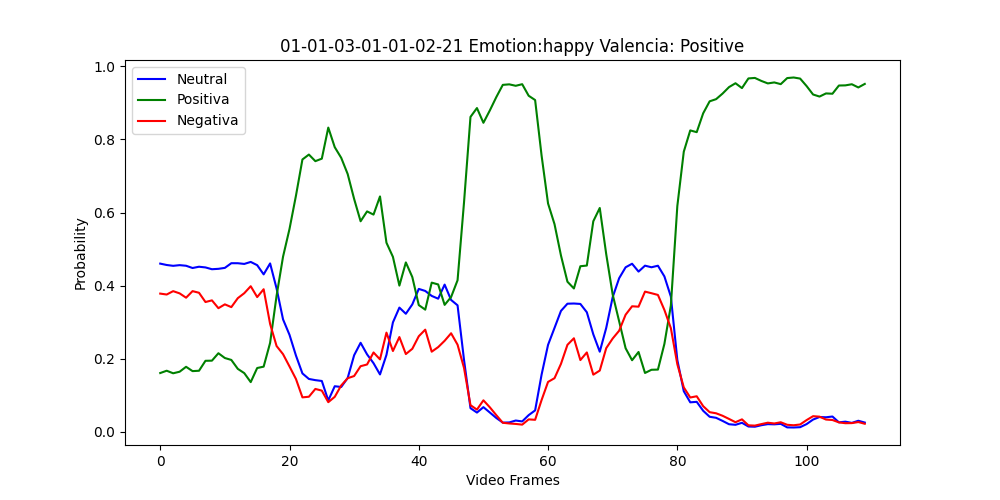 01-01-03-01-01-02-21 Emotion:happy Valencia: Positive
Neutral
Positiva
Negativa
Probability
1.0
0.8
0.6
0.4
0.2
0.0
0 20 40 60 80 100
Video Frames